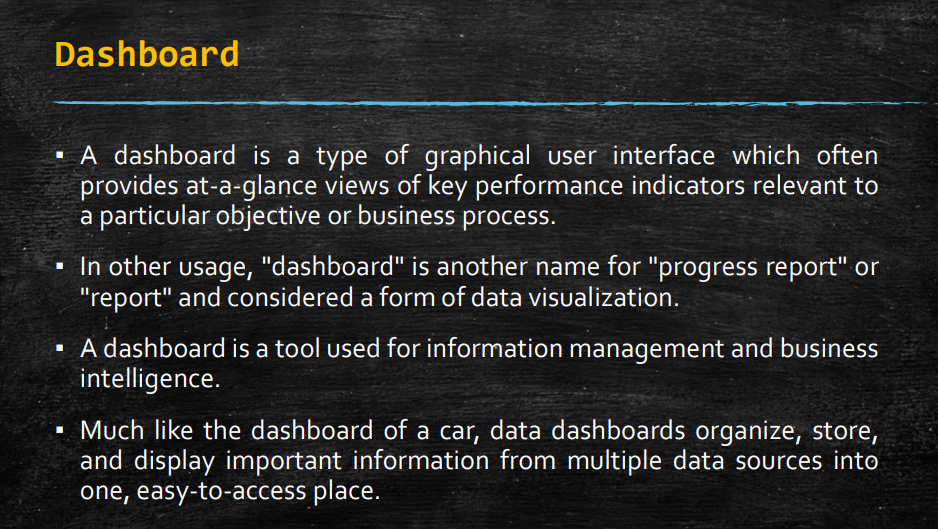 Dashboard
▪ A dashboard is a type of graphical user interface which often
provides at-a-glance views of key performance indicators relevant to
a particular objective or business process.
▪ In other usage, "dashboard" is another name for "progress report" or
"report" and considered a form of data visualization.
▪ A dashboard is a tool used for information management and business
intelligence.
▪ Much like the dashboard of a car, data dashboards organize, store,
and display important information from multiple data sources into
one, easy-to-access place.